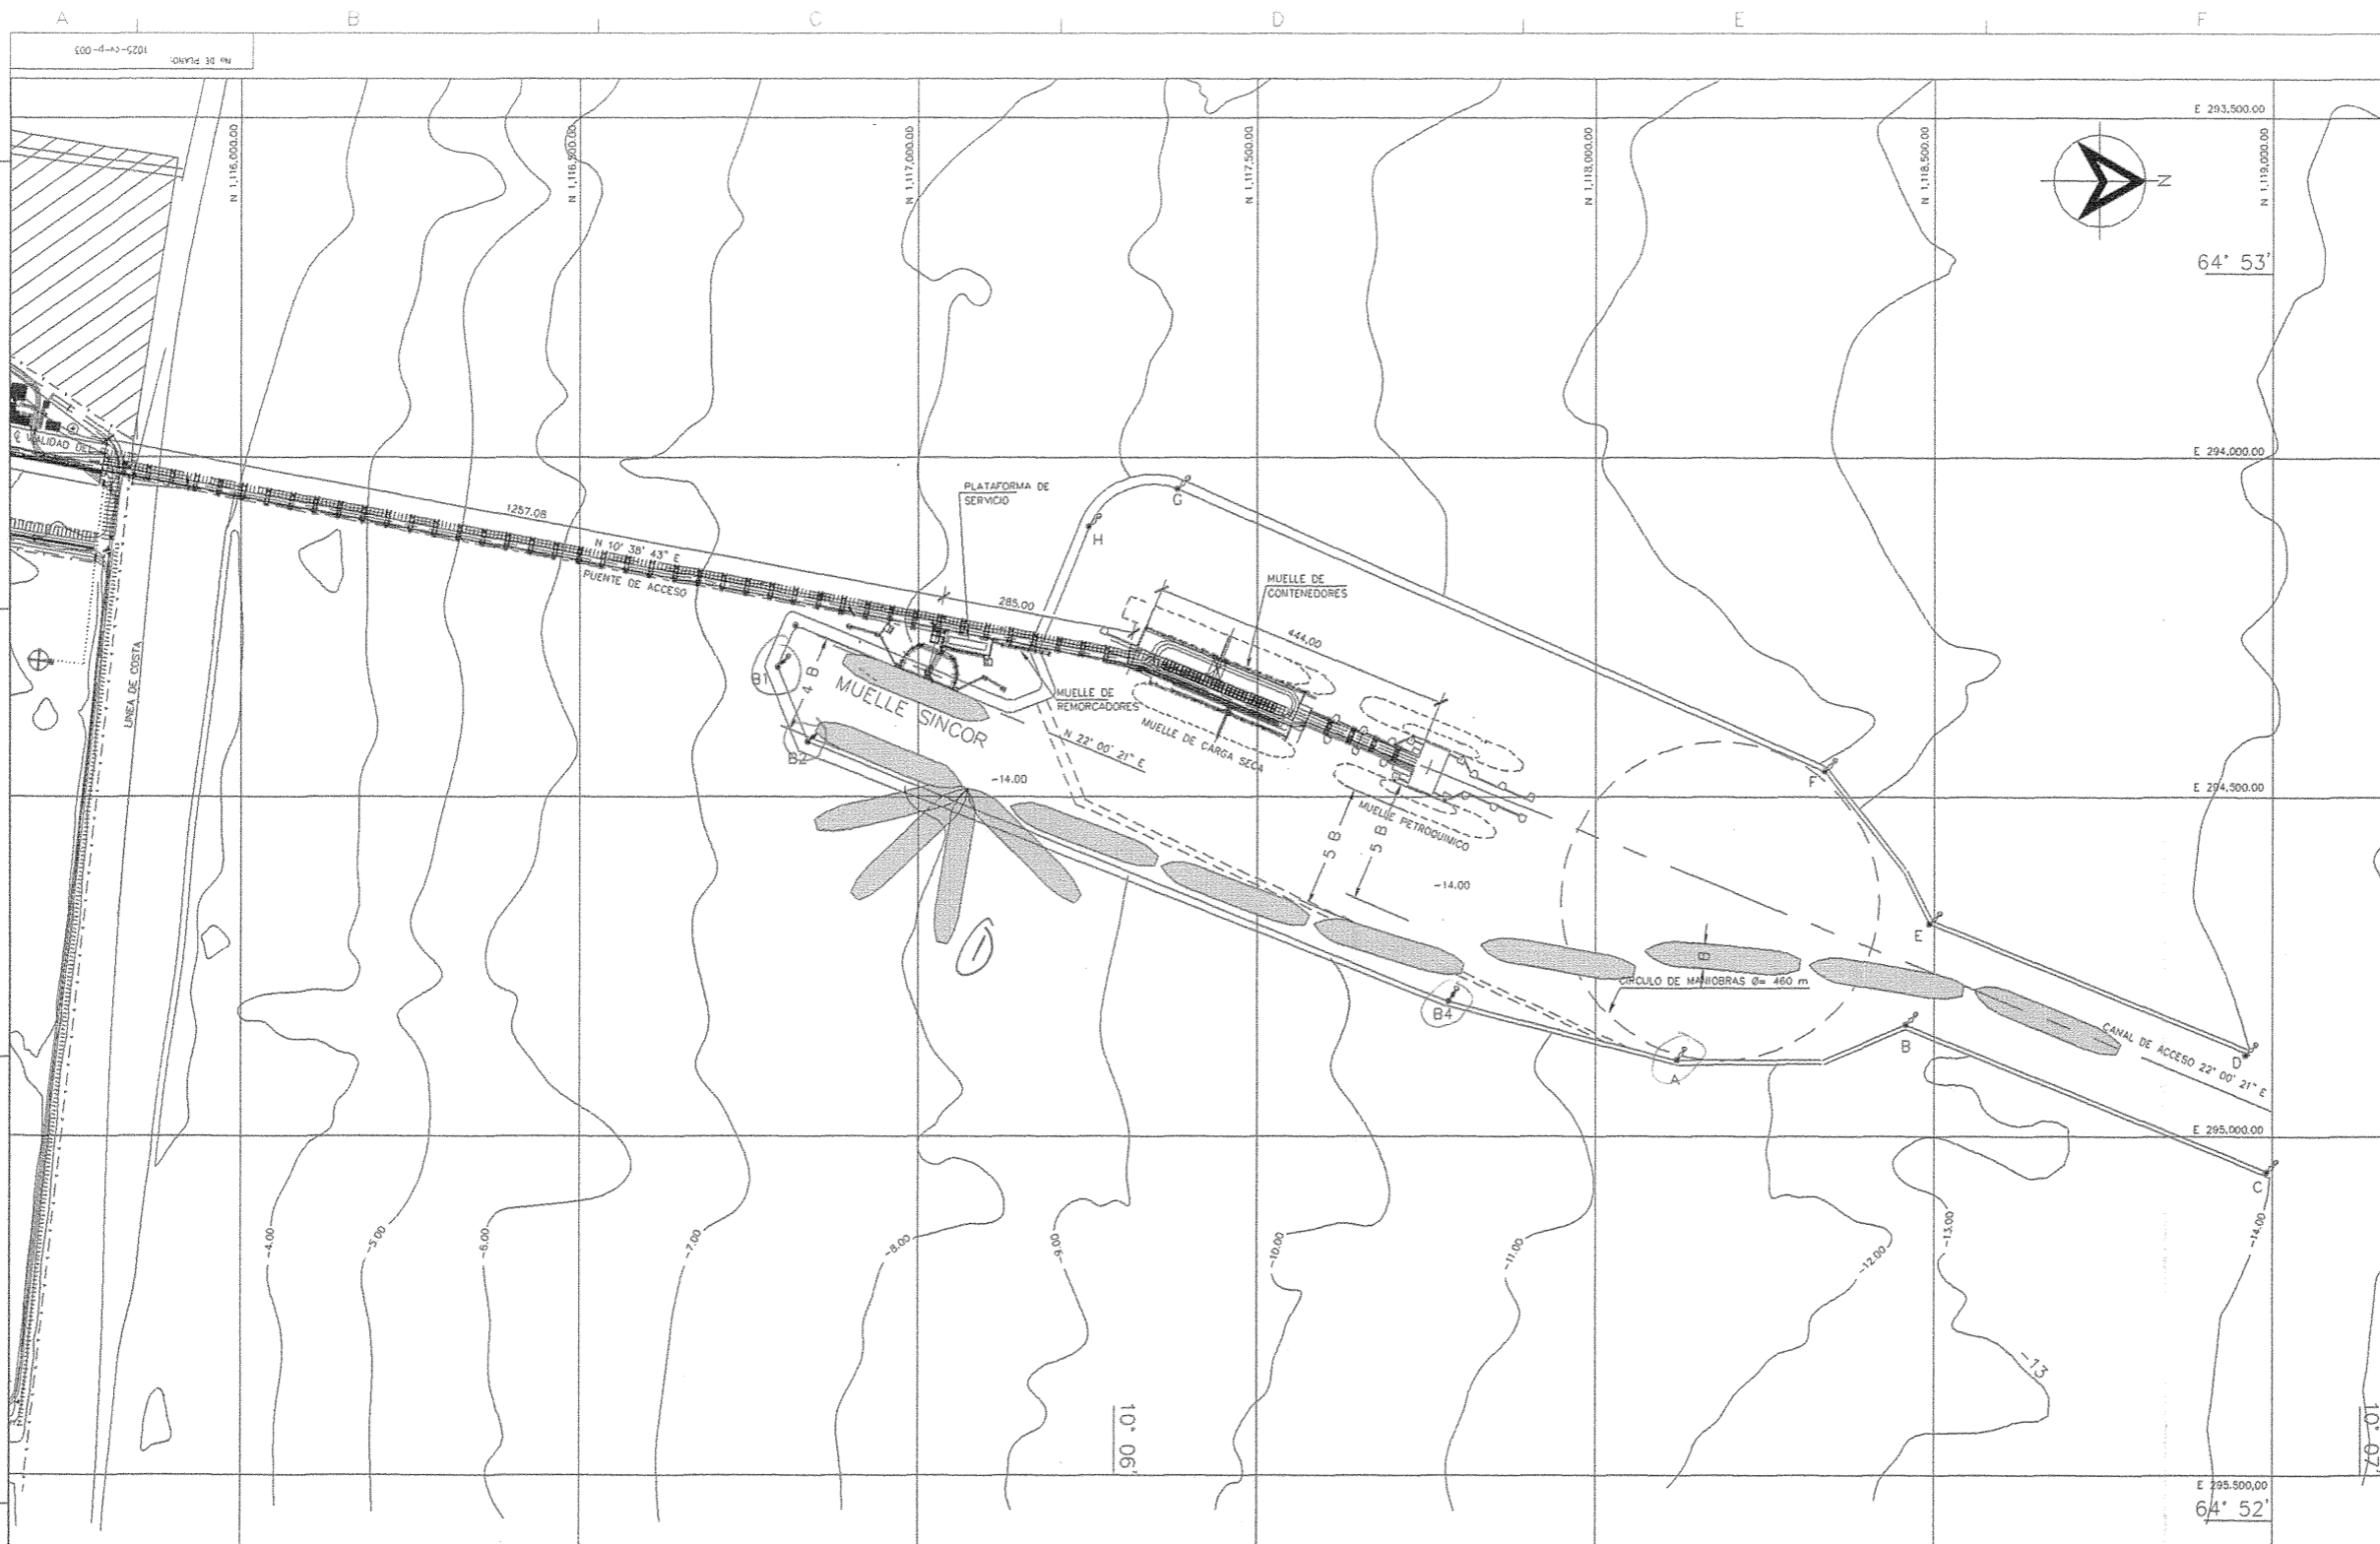 A B C D E F
No DE PLANO:
1025-cv-p-003
N 1,116,000.00
N 1,116,500.00
N 1,117,000.00
N 1,117,500.00
N 1,118,000.00
N 1,118,500.00
N 1,119,000.00
E 293,500.00
N
64° 53'
E 294,000.00
VIALIDAD DEL
1257.08
N 10° 38' 43" E
PUENTE DE ACCESO
PLATAFORMA DE
SERVICIO
285.00
G
H
MUELLE DE
CONTENEDORES
444.00
LINEA DE COSTA
B1
4 B
MUELLE SINCOR
MUELLE DE
REMORCADORES
N 22° 00' 21" E
MUELLE DE CARGA SECA
B2
-14.00
F
E 294,500.00
MUELLE PETROQUIMICO
5 B
5 B
-14.00
E
1
B
CIRCULO DE MANIOBRAS Ø= 460 m
B4
A
B
CANAL DE ACCESO 22° 00' 21" E
D
E 295,000.00
C
-4.00
-5.00
-6.00
-7.00
-8.00
-9.00
-10.00
-11.00
-12.00
-13.00
-14.00
-13
10° 06'
10° 07'
E 295.500,00
64° 52'